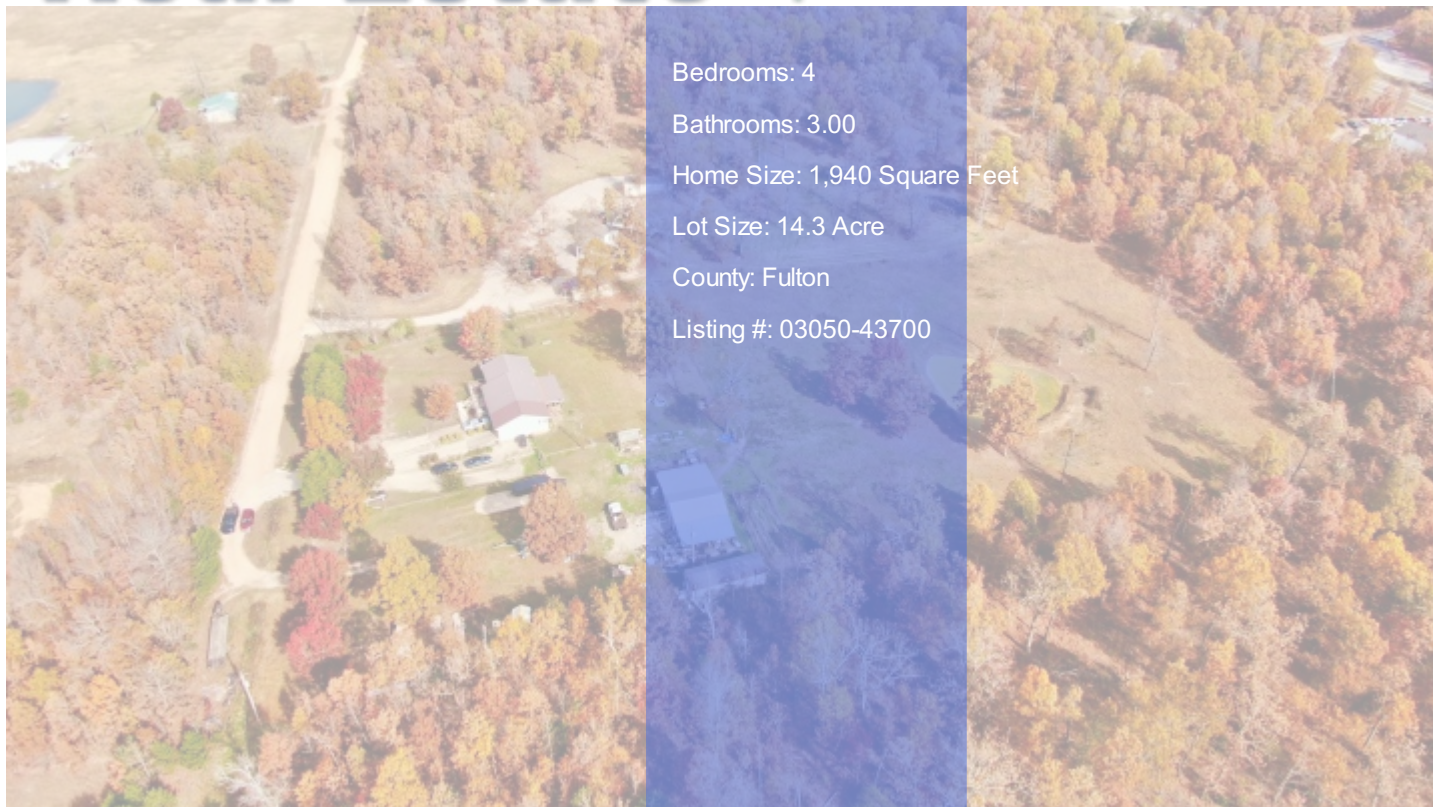 Bedrooms: 4
Bathrooms: 3.00
Home Size: 1,940 Square Feet
Lot Size: 14.3 Acre
County: Fulton
Listing #: 03050-43700